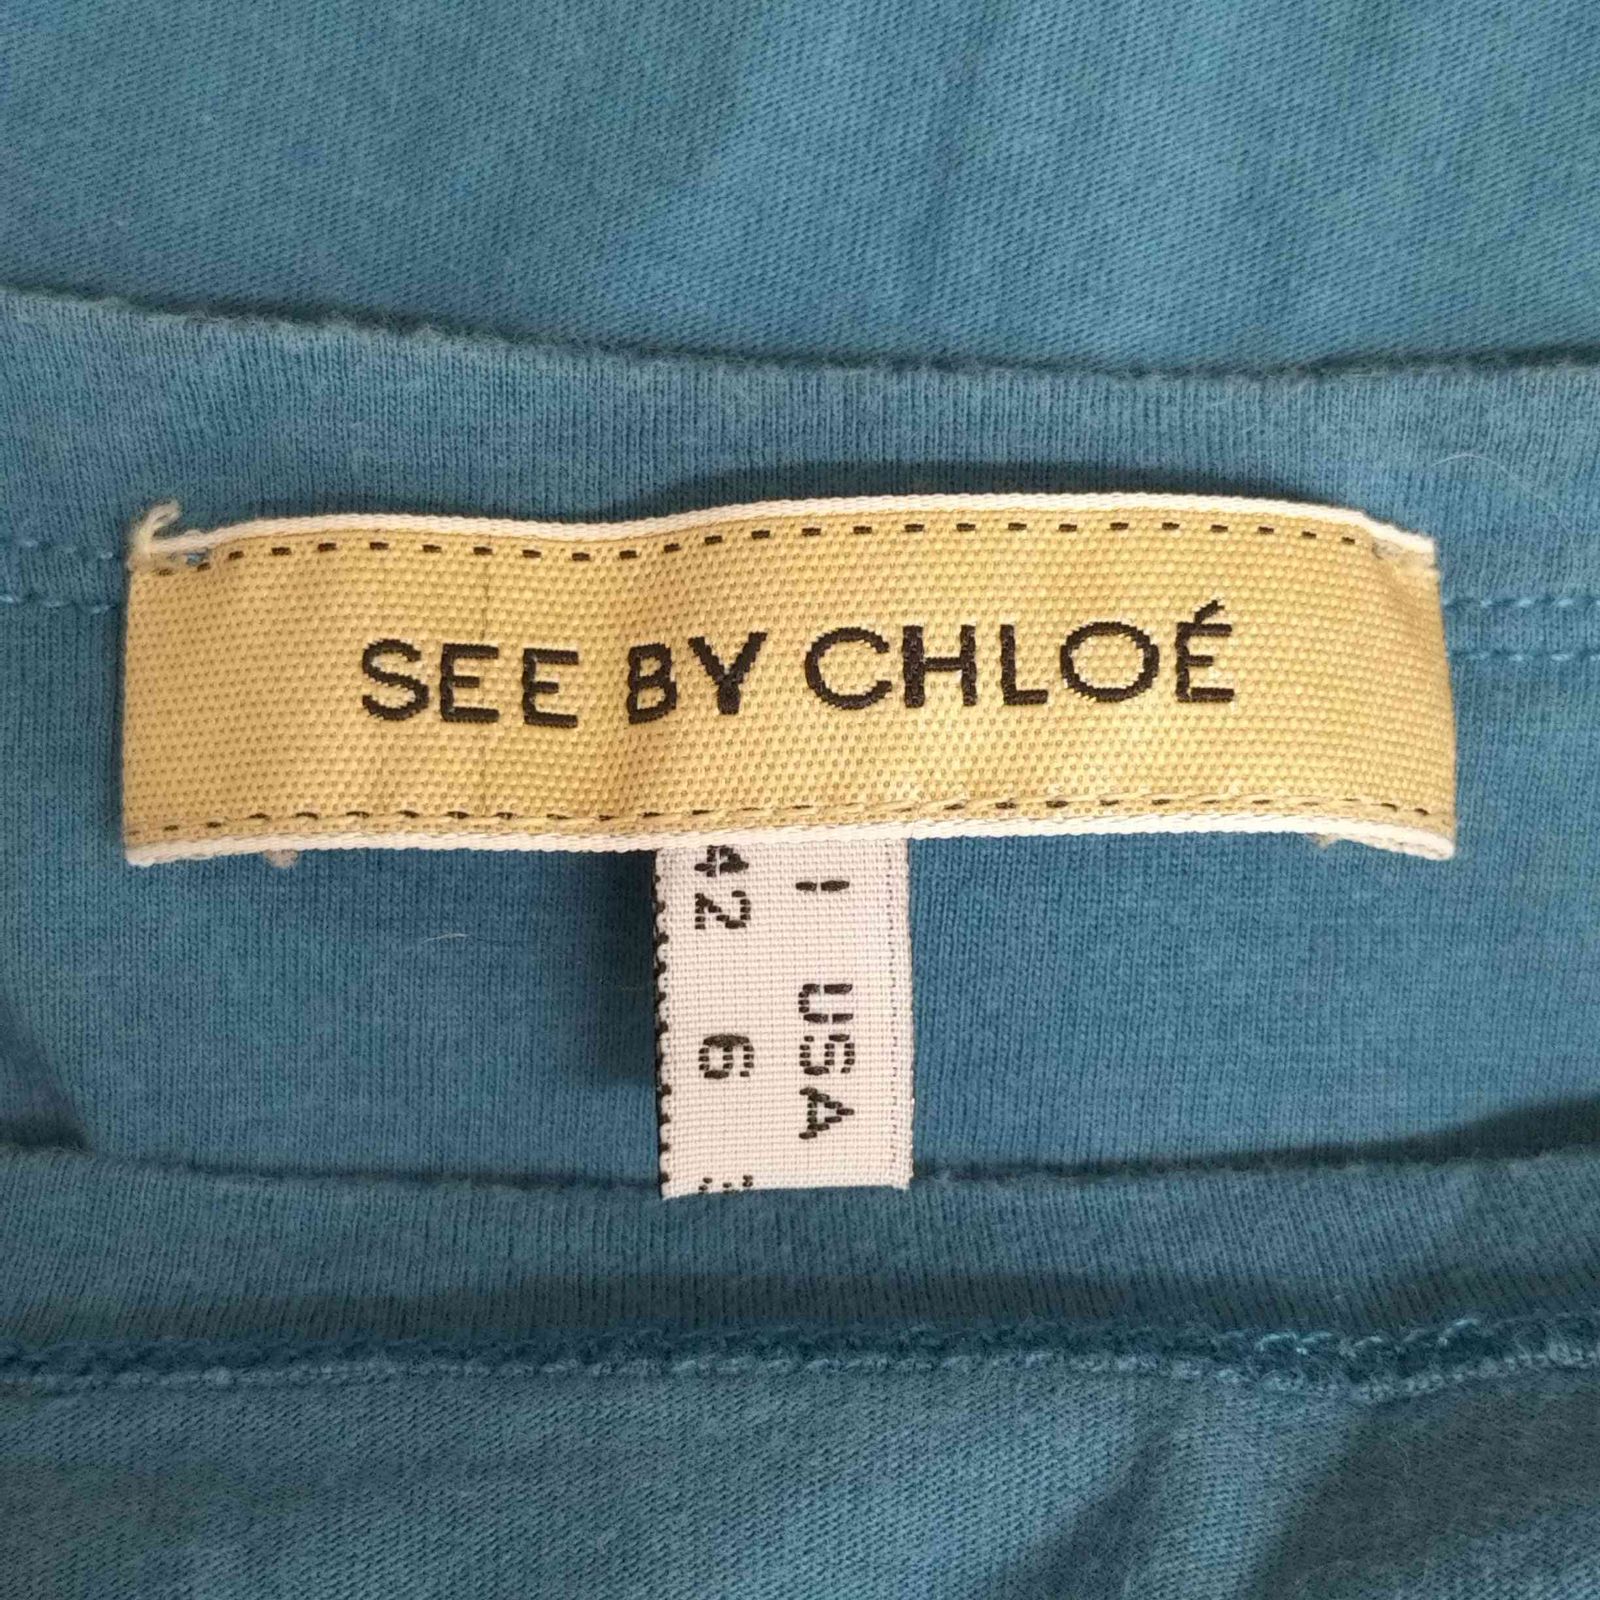 SEE BY CHLOÉ
I USA
42 6